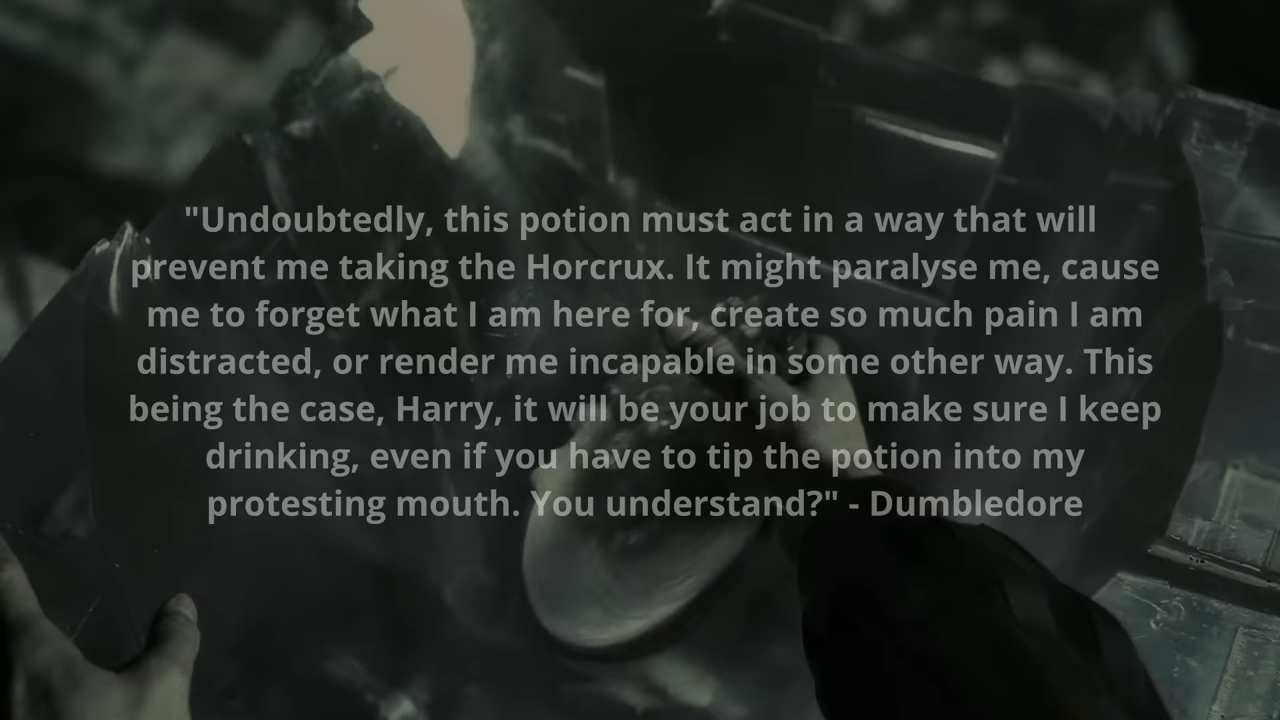 "Undoubtedly, this potion must act in a way that will
prevent me taking the Horcrux. It might paralyse me, cause
me to forget what I am here for, create so much pain I am
distracted, or render me incapable in some other way. This
being the case, Harry, it will be your job to make sure I keep
drinking, even if you have to tip the potion into my
protesting mouth. You understand?" - Dumbledore